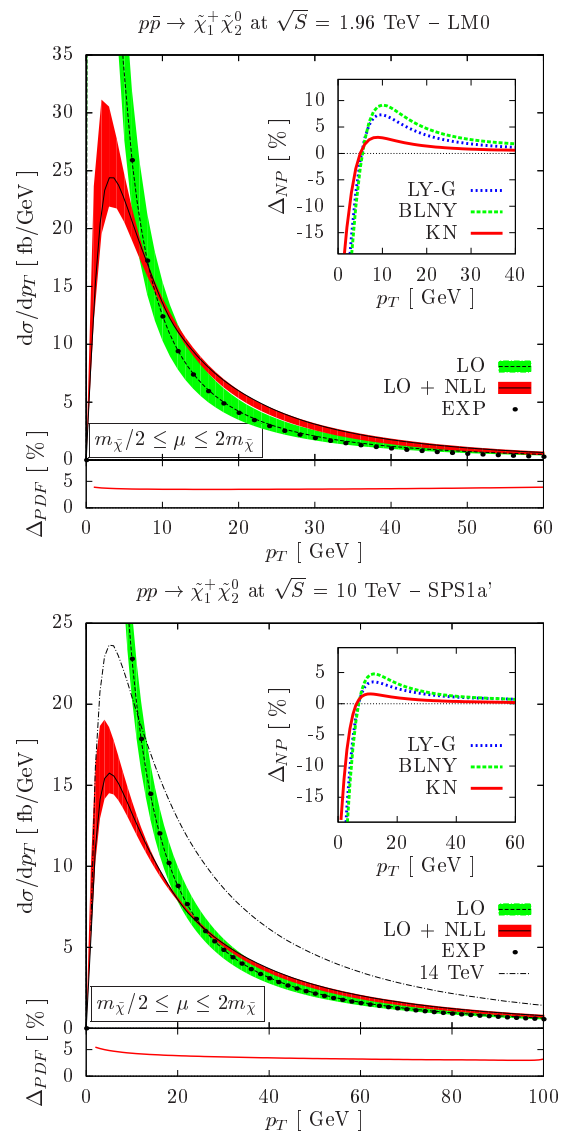 pp̄ → χ̃₁⁺χ̃₂⁰ at √S = 1.96 TeV – LM0
dσ/dp_T [ fb/GeV ]
35
30
25
20
15
10
5
0
Δ_NP [ % ]
10
5
0
-5
-10
-15
LY-G
BLNY
KN
0 10 20 30 40
p_T [ GeV ]
LO
LO + NLL
EXP
m_χ̃/2 ≤ μ ≤ 2m_χ̃
Δ_PDF [ % ]
5
0
0 10 20 30 40 50 60
p_T [ GeV ]
pp → χ̃₁⁺χ̃₂⁰ at √S = 10 TeV – SPS1a'
dσ/dp_T [ fb/GeV ]
25
20
15
10
5
0
Δ_NP [ % ]
5
0
-5
-10
-15
LY-G
BLNY
KN
0 20 40 60
p_T [ GeV ]
LO
LO + NLL
EXP
14 TeV
m_χ̃/2 ≤ μ ≤ 2m_χ̃
Δ_PDF [ % ]
5
0
0 20 40 60 80 100
p_T [ GeV ]